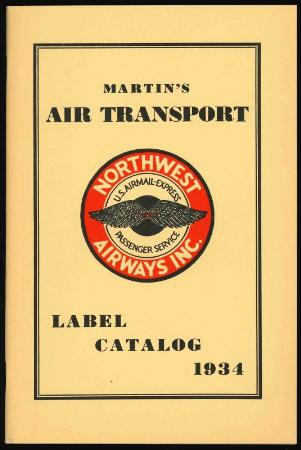 MARTIN'S
AIR TRANSPORT
NORTHWEST
U.S. AIRMAIL-EXPRESS
PASSENGER SERVICE
AIRWAYS INC.
LABEL
CATALOG
1934